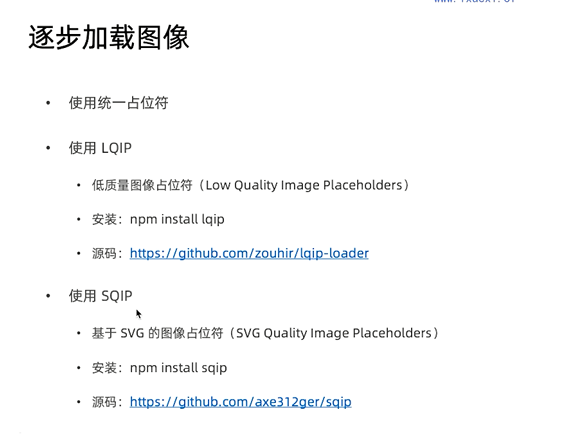 逐步加载图像
• 使用统一占位符
• 使用 LQIP
• 低质量图像占位符（Low Quality Image Placeholders）
• 安装：npm install lqip
• 源码：https://github.com/zouhir/lqip-loader
• 使用 SQIP
• 基于 SVG 的图像占位符（SVG Quality Image Placeholders）
• 安装：npm install sqip
• 源码：https://github.com/axe312ger/sqip